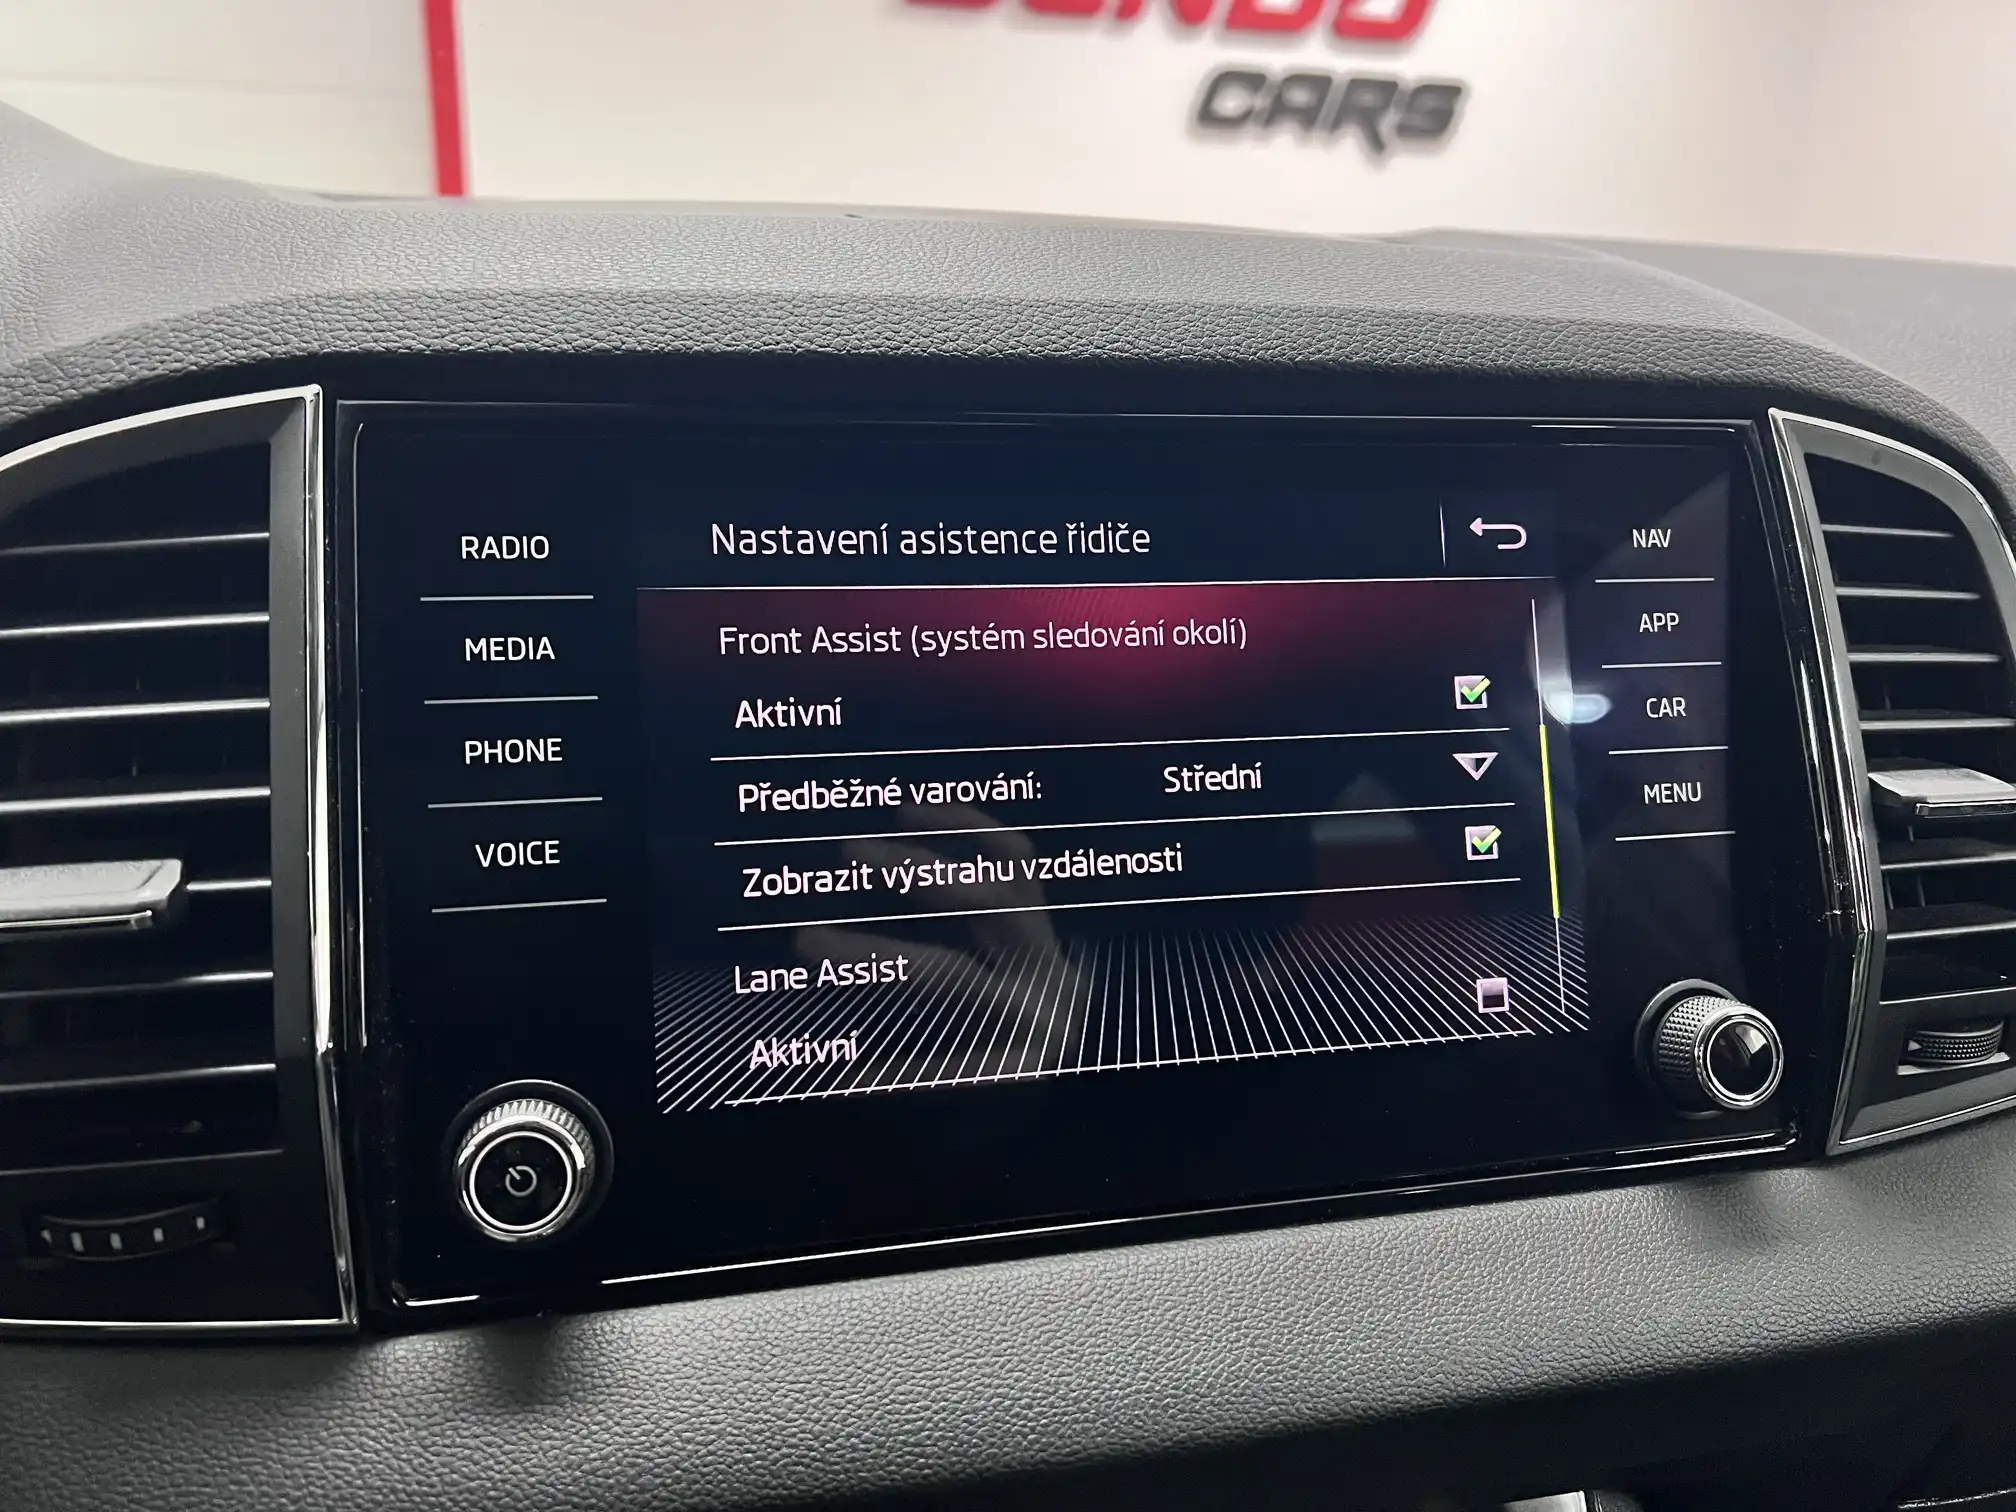 CARS
RADIO
MEDIA
PHONE
VOICE
Nastavení asistence řidiče
Front Assist (systém sledování okolí)
Aktivní
Předběžné varování: Střední
Zobrazit výstrahu vzdálenosti
Lane Assist
Aktivní
NAV
APP
CAR
MENU